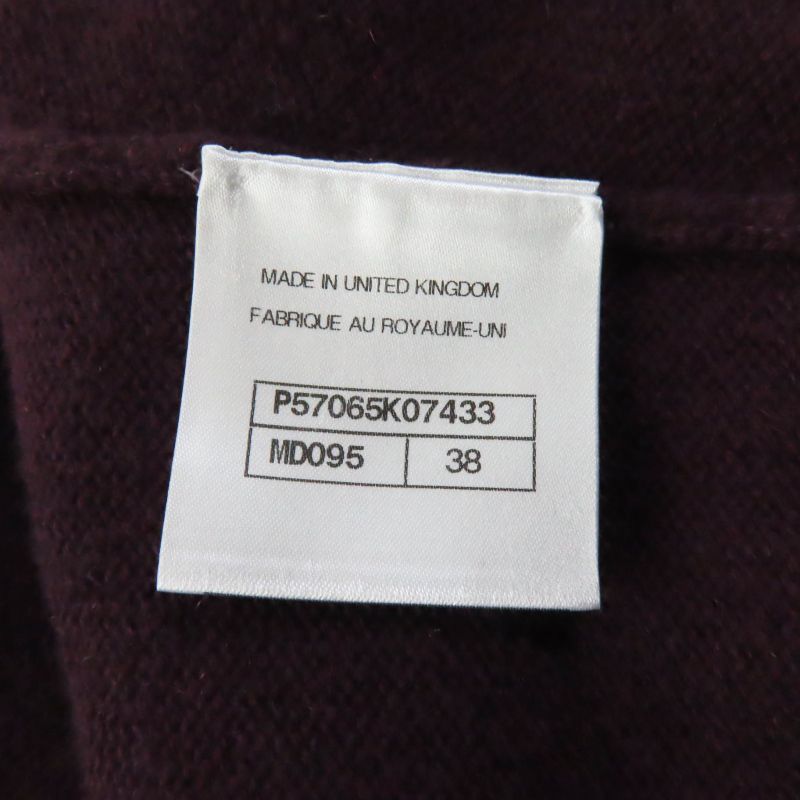 MADE IN UNITED KINGDOM
FABRIQUE AU ROYAUME-UNI
P57065K07433
MD095 38